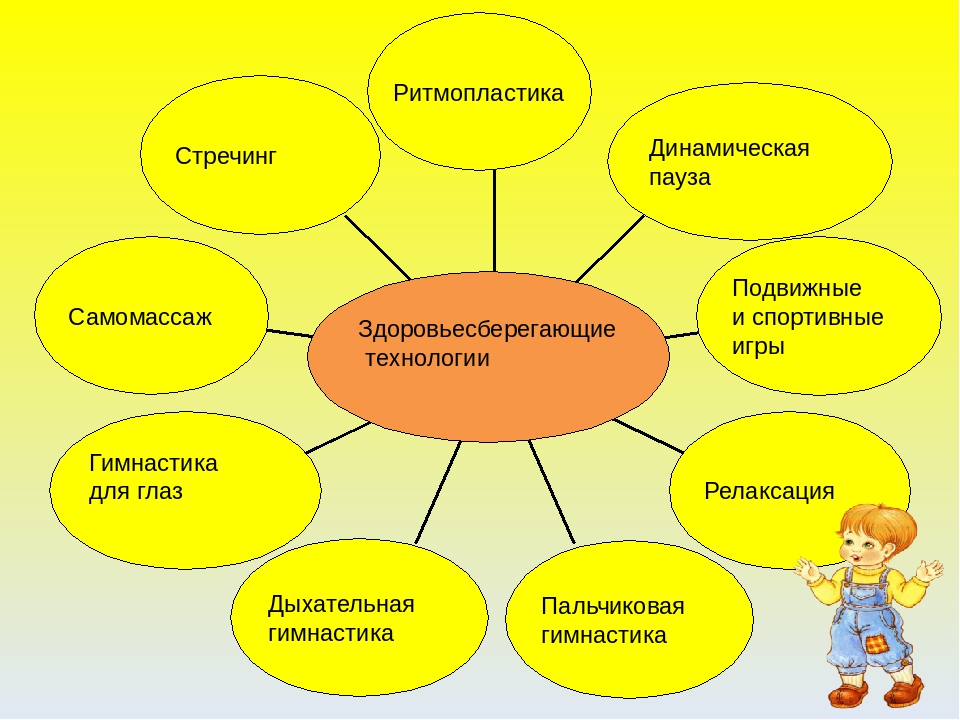 Ритмопластика
Стречинг
Динамическая
пауза
Самомассаж
Здоровьесберегающие
технологии
Подвижные
и спортивные
игры
Гимнастика
для глаз
Релаксация
Дыхательная
гимнастика
Пальчиковая
гимнастика